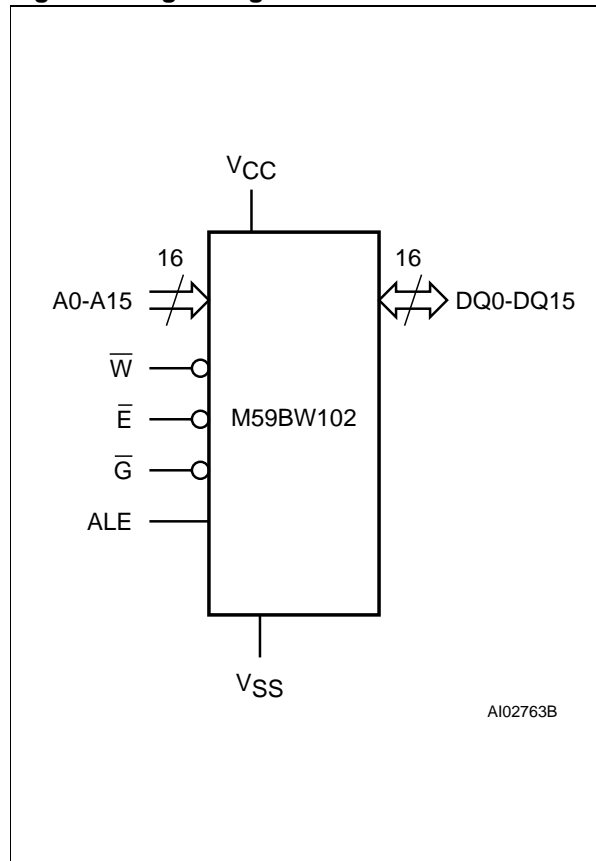 VCC
16
16
A0-A15
DQ0-DQ15
W̅
E̅
M59BW102
G̅
ALE
VSS
AI02763B